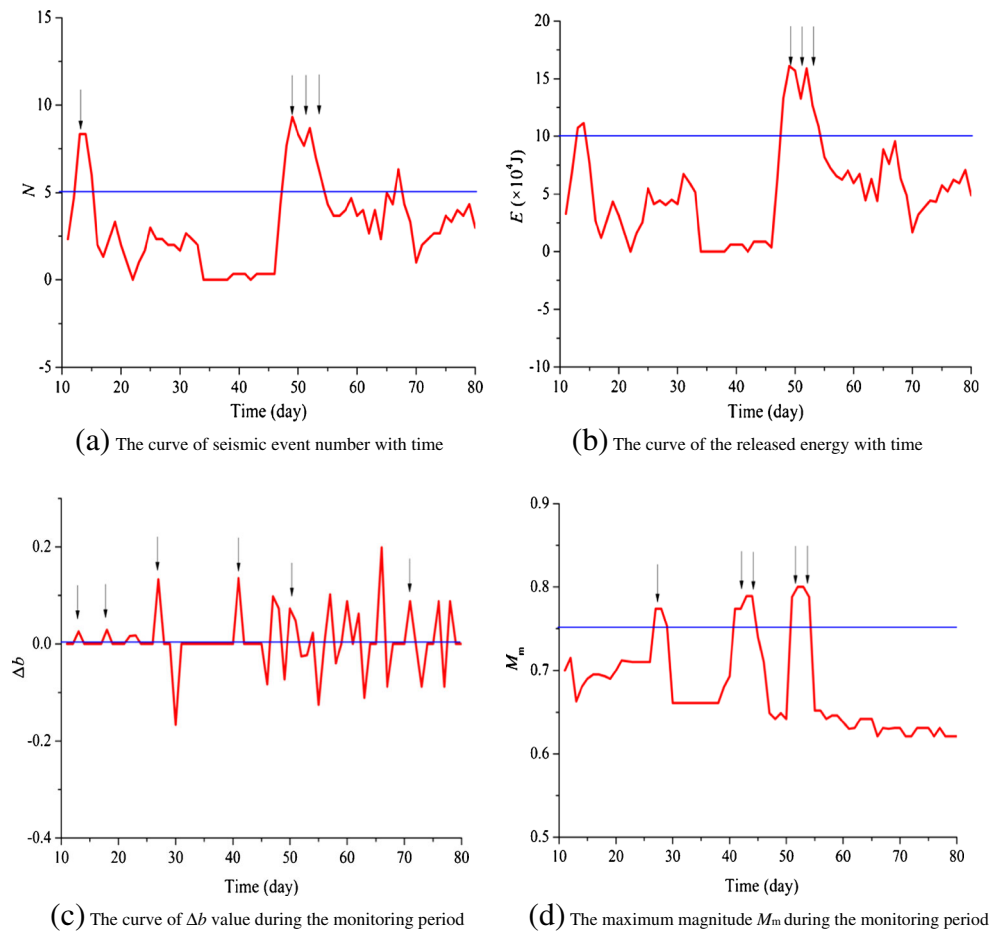 15
10
5
0
-5
N
10 20 30 40 50 60 70 80
Time (day)
(a) The curve of seismic event number with time
20
15
10
5
0
-5
-10
E (×10⁴J)
10 20 30 40 50 60 70 80
Time (day)
(b) The curve of the released energy with time
0.2
0.0
-0.2
-0.4
Δb
10 20 30 40 50 60 70 80
Time (day)
(c) The curve of Δb value during the monitoring period
0.9
0.8
0.7
0.6
0.5
Mm
10 20 30 40 50 60 70 80
Time (day)
(d) The maximum magnitude Mm during the monitoring period